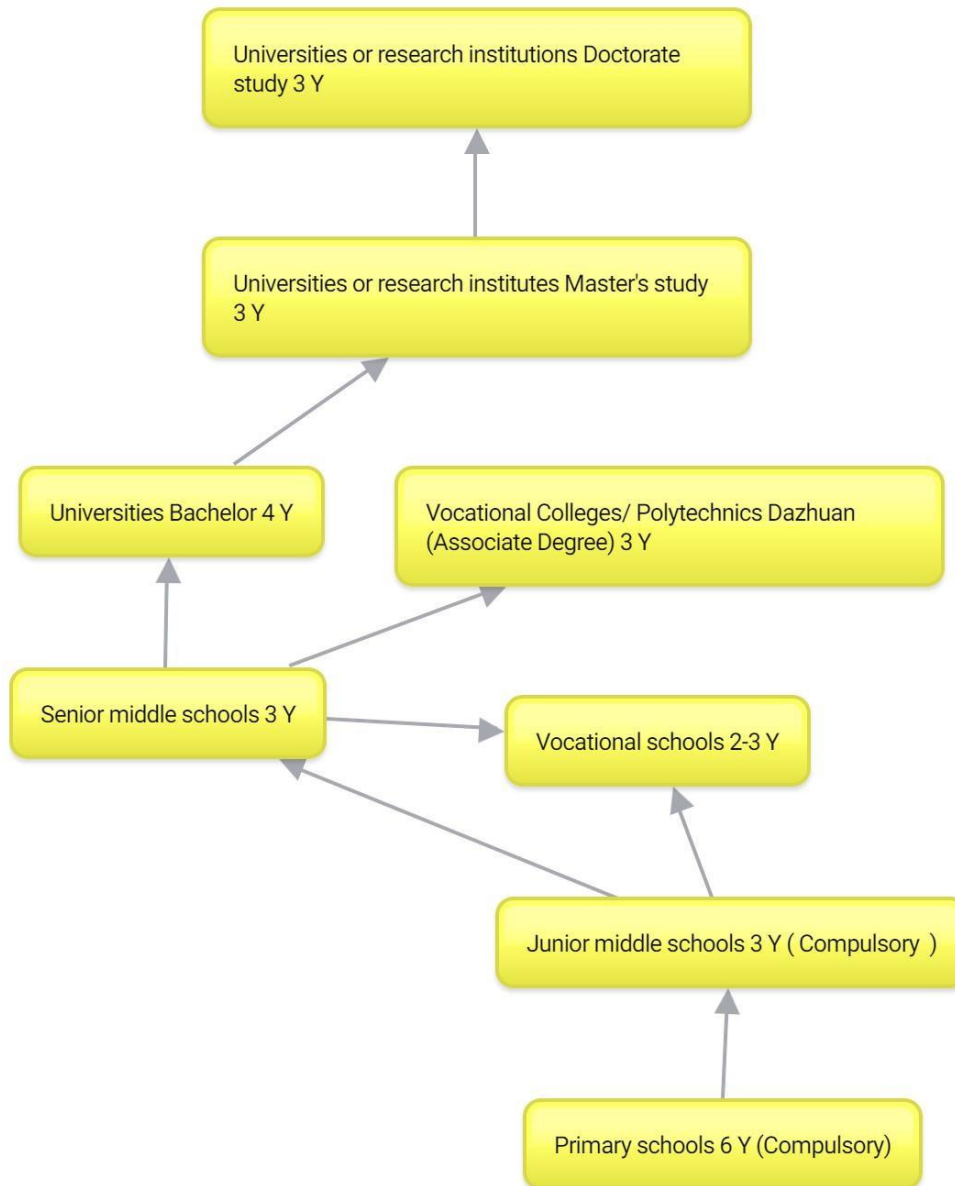 Universities or research institutions Doctorate
study 3 Y
Universities or research institutes Master's study
3 Y
Universities Bachelor 4 Y
Vocational Colleges/ Polytechnics Dazhuan
(Associate Degree) 3 Y
Senior middle schools 3 Y
Vocational schools 2-3 Y
Junior middle schools 3 Y ( Compulsory )
Primary schools 6 Y (Compulsory)